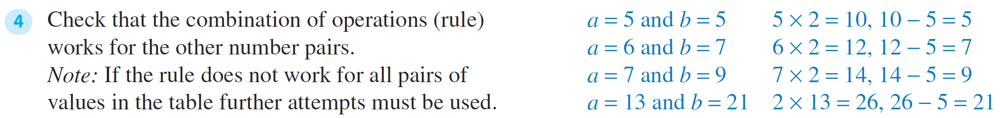 4 Check that the combination of operations (rule) a = 5 and b = 5 5 × 2 = 10, 10 – 5 = 5
works for the other number pairs. a = 6 and b = 7 6 × 2 = 12, 12 – 5 = 7
Note: If the rule does not work for all pairs of a = 7 and b = 9 7 × 2 = 14, 14 – 5 = 9
values in the table further attempts must be used. a = 13 and b = 21 2 × 13 = 26, 26 – 5 = 21